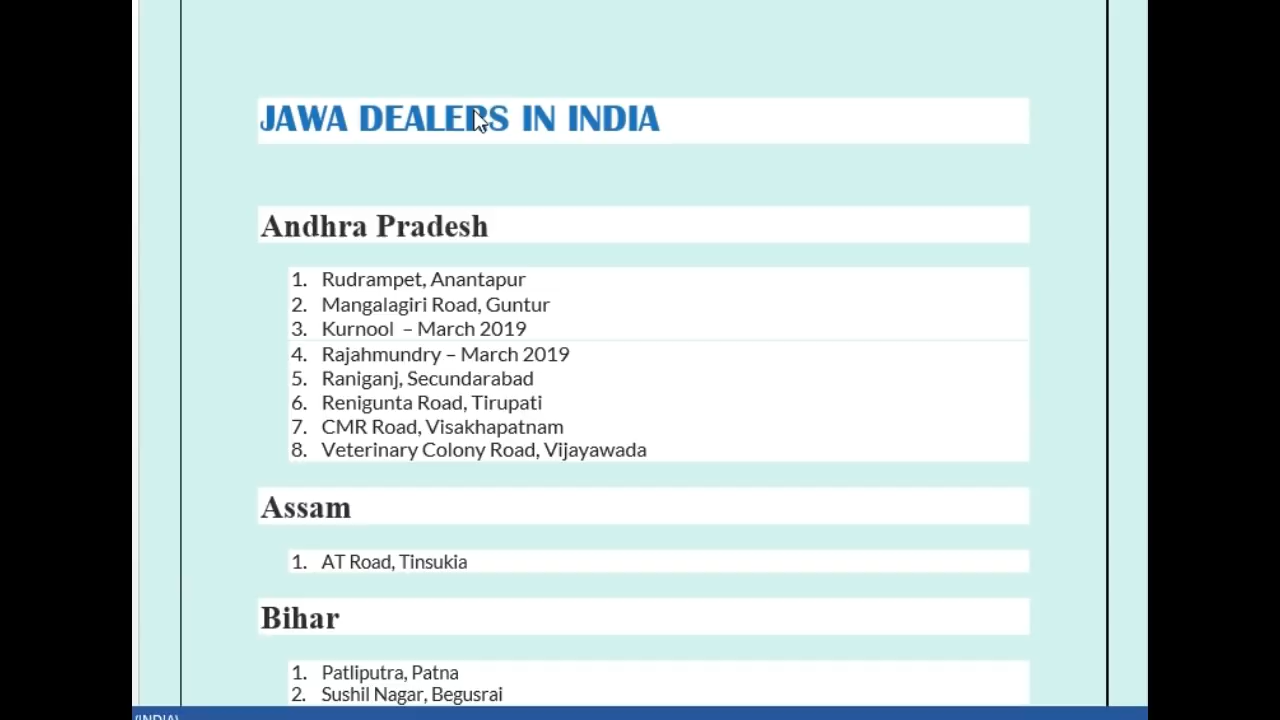 JAWA DEALERS IN INDIA
Andhra Pradesh
1. Rudrampet, Anantapur
2. Mangalagiri Road, Guntur
3. Kurnool – March 2019
4. Rajahmundry – March 2019
5. Raniganj, Secundarabad
6. Renigunta Road, Tirupati
7. CMR Road, Visakhapatnam
8. Veterinary Colony Road, Vijayawada
Assam
1. AT Road, Tinsukia
Bihar
1. Patliputra, Patna
2. Sushil Nagar, Begusrai
(INDIA)